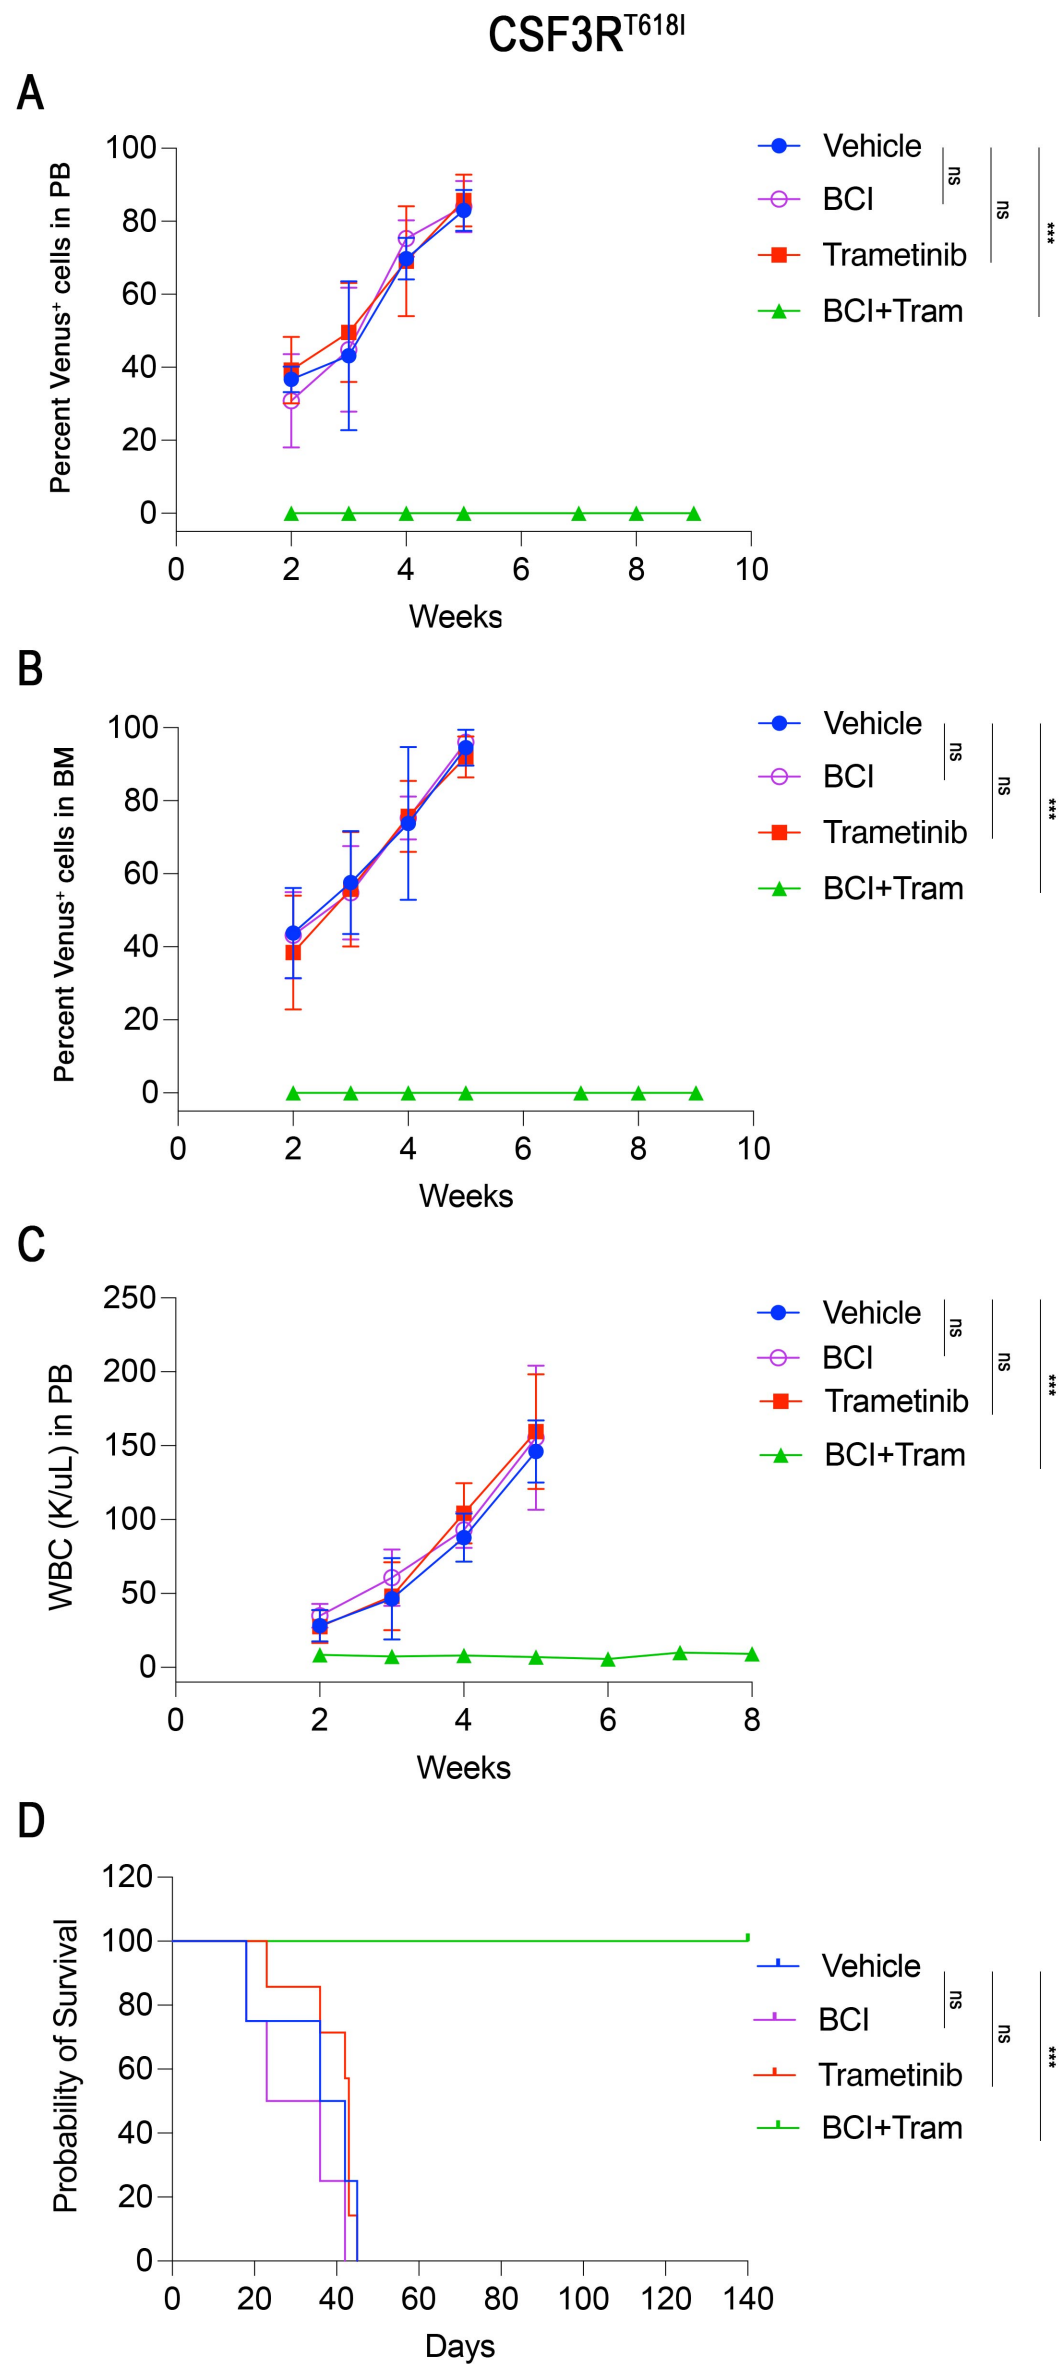 CSF3RT618I
A
100
80
60
40
20
0
Percent Venus+ cells in PB
0 2 4 6 8 10
Weeks
Vehicle
BCI
Trametinib
BCI+Tram
ns
ns
***
B
100
80
60
40
20
0
Percent Venus+ cells in BM
0 2 4 6 8 10
Weeks
Vehicle
BCI
Trametinib
BCI+Tram
ns
ns
***
C
250
200
150
100
50
0
WBC (K/uL) in PB
0 2 4 6 8
Weeks
Vehicle
BCI
Trametinib
BCI+Tram
ns
ns
***
D
120
100
80
60
40
20
0
Probability of Survival
0 20 40 60 80 100 120 140
Days
Vehicle
BCI
Trametinib
BCI+Tram
ns
ns
***